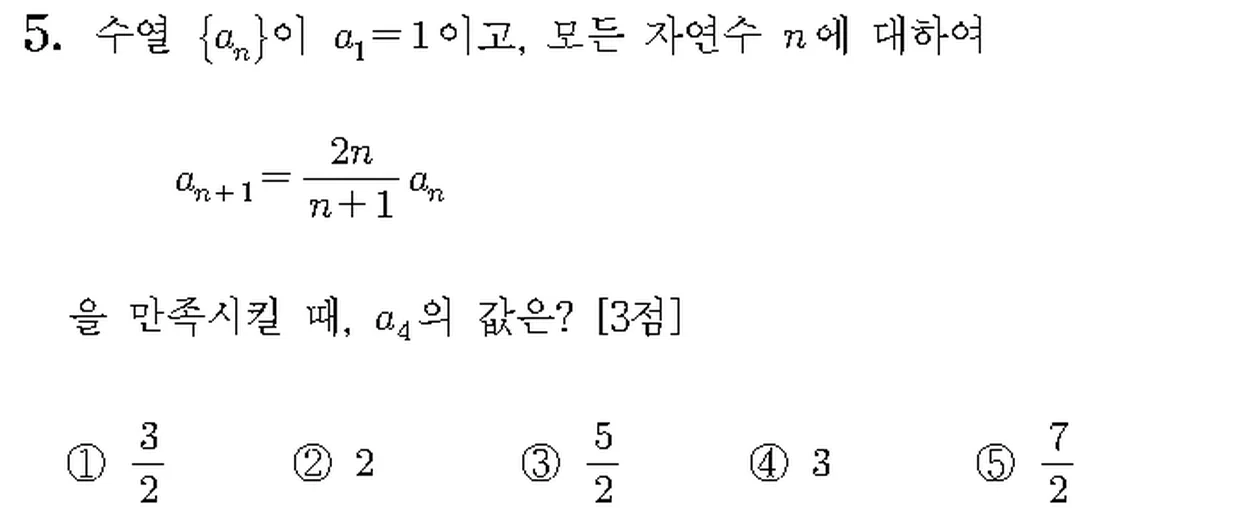 5. 수열 {aₙ}이 a₁=1이고, 모든 자연수 n에 대하여
aₙ₊₁ = 2n/(n+1) aₙ
을 만족시킬 때, a₄의 값은? [3점]
① 3/2 ② 2 ③ 5/2 ④ 3 ⑤ 7/2